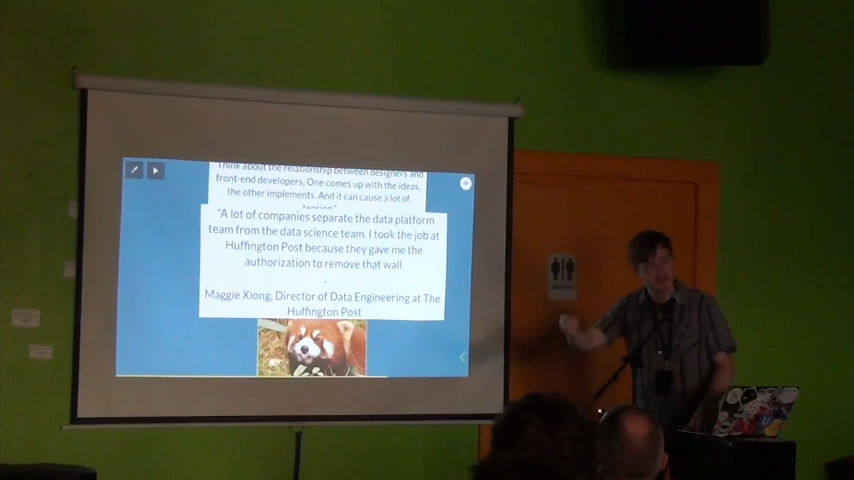 Think about the relationship between designers and
front-end developers, One comes up with the ideas,
the other implements. And it can cause a lot of
tension"
"A lot of companies separate the data platform
team from the data science team. I took the job at
Huffington Post because they gave me the
authorization to remove that wall.
-
Maggie Xiong, Director of Data Engineering at The
Huffington Post